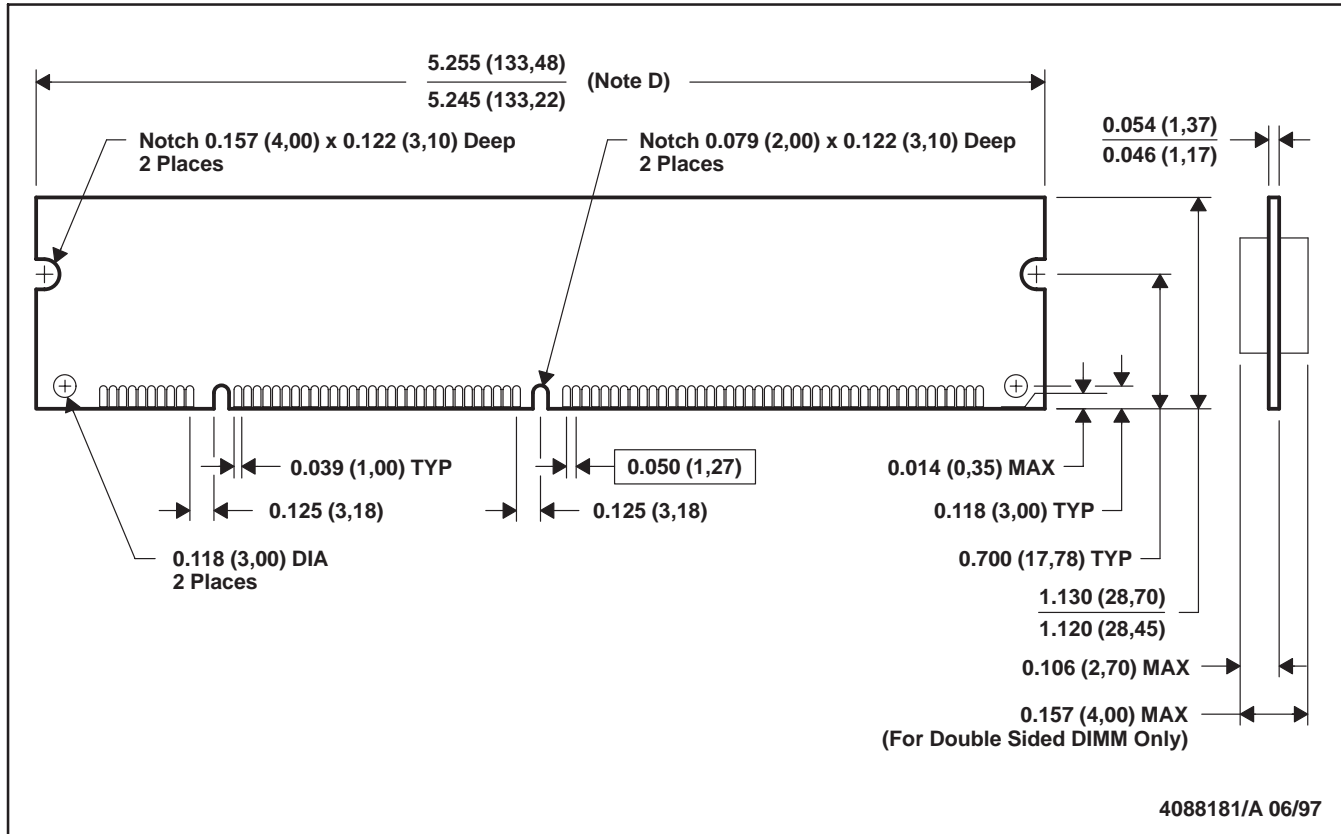 5.255 (133,48)
5.245 (133,22)
(Note D)
Notch 0.157 (4,00) x 0.122 (3,10) Deep
2 Places
Notch 0.079 (2,00) x 0.122 (3,10) Deep
2 Places
0.054 (1,37)
0.046 (1,17)
0.039 (1,00) TYP
0.050 (1,27)
0.014 (0,35) MAX
0.125 (3,18)
0.125 (3,18)
0.118 (3,00) TYP
0.118 (3,00) DIA
2 Places
0.700 (17,78) TYP
1.130 (28,70)
1.120 (28,45)
0.106 (2,70) MAX
0.157 (4,00) MAX
(For Double Sided DIMM Only)
4088181/A 06/97